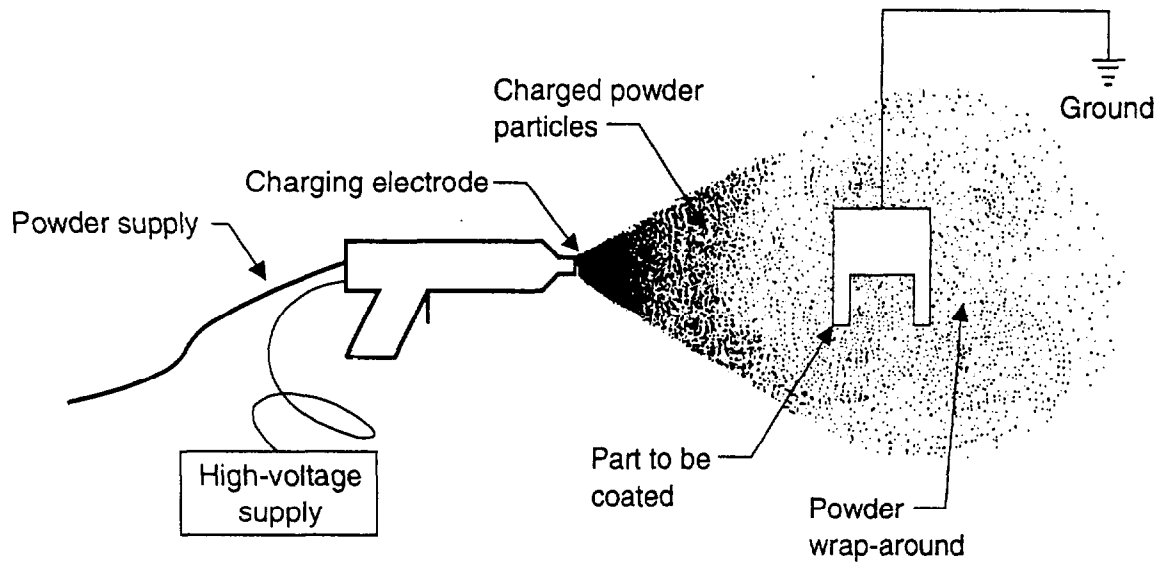 Charged powder
particles
Ground
Charging electrode
Powder supply
High-voltage
supply
Part to be
coated
Powder
wrap-around